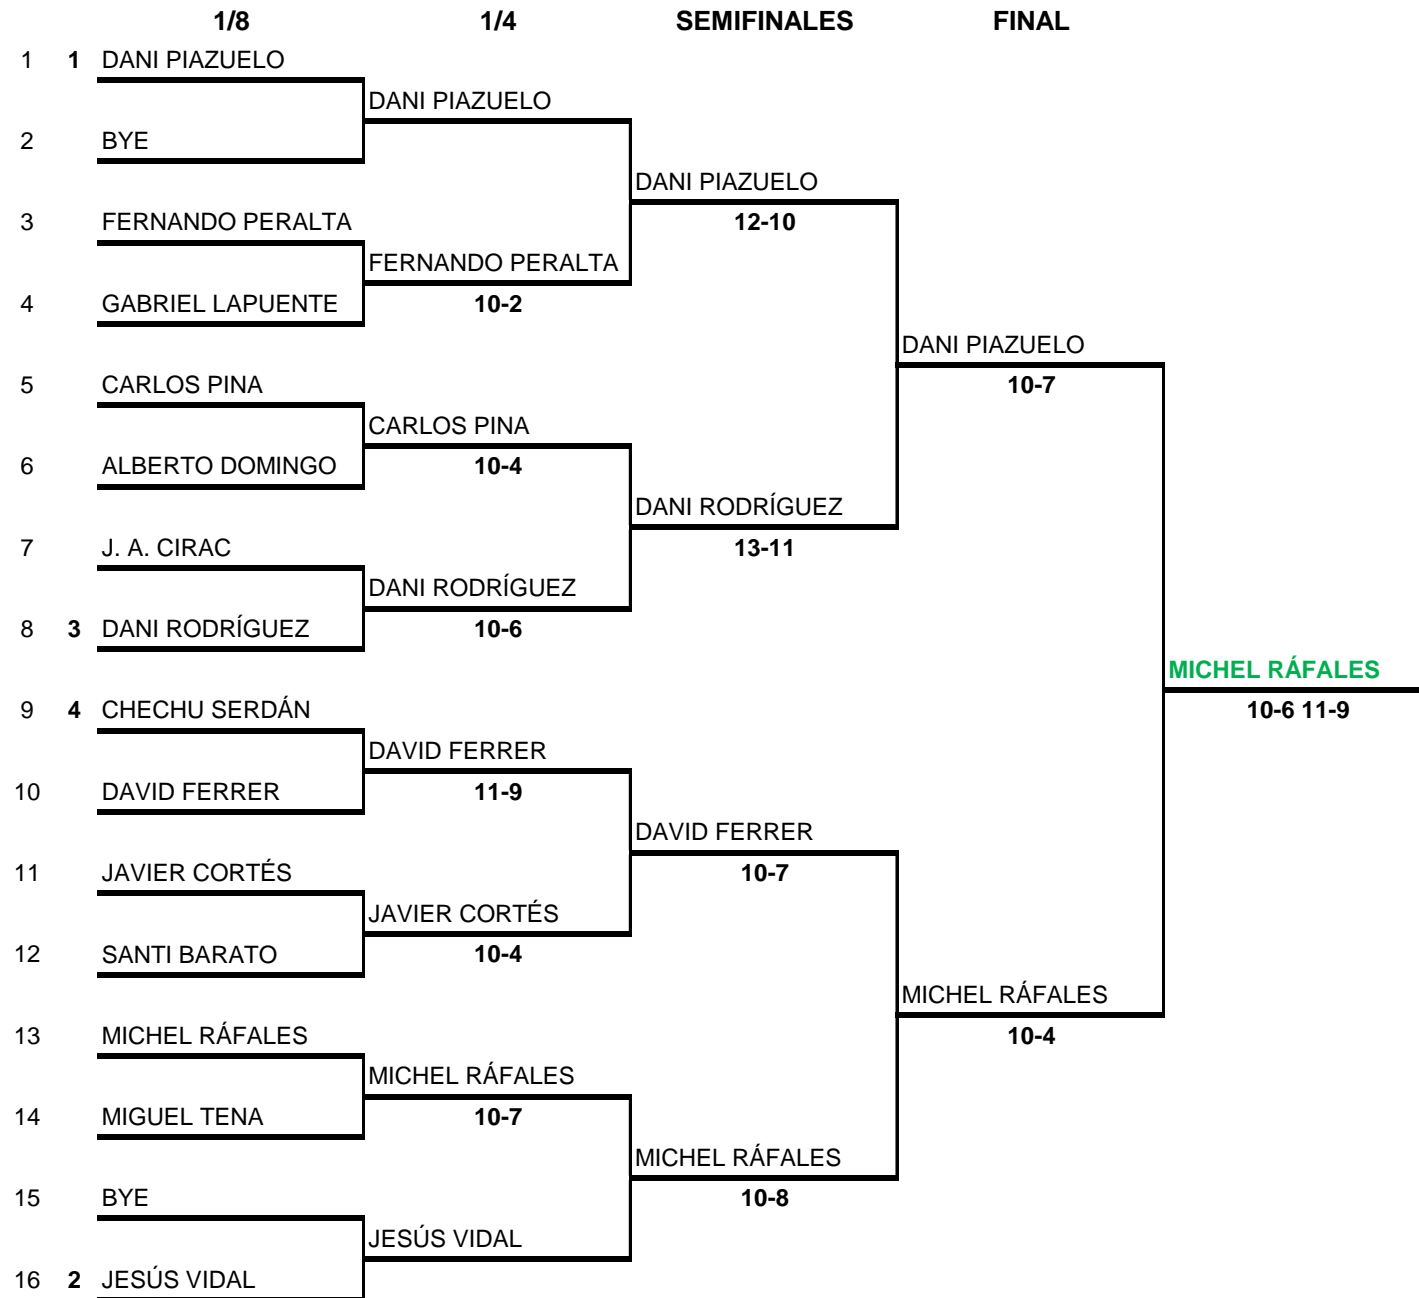 1/8 1/4 SEMIFINALES FINAL
1 1 DANI PIAZUELO
DANI PIAZUELO
2 BYE
DANI PIAZUELO
3 FERNANDO PERALTA 12-10
FERNANDO PERALTA
4 GABRIEL LAPUENTE 10-2
DANI PIAZUELO
5 CARLOS PINA 10-7
CARLOS PINA
6 ALBERTO DOMINGO 10-4
DANI RODRÍGUEZ
7 J. A. CIRAC 13-11
DANI RODRÍGUEZ
8 3 DANI RODRÍGUEZ 10-6
MICHEL RÁFALES
9 4 CHECHU SERDÁN 10-6 11-9
DAVID FERRER
10 DAVID FERRER 11-9
DAVID FERRER
11 JAVIER CORTÉS 10-7
JAVIER CORTÉS
12 SANTI BARATO 10-4
MICHEL RÁFALES
13 MICHEL RÁFALES 10-4
MICHEL RÁFALES
14 MIGUEL TENA 10-7
MICHEL RÁFALES
15 BYE 10-8
JESÚS VIDAL
16 2 JESÚS VIDAL